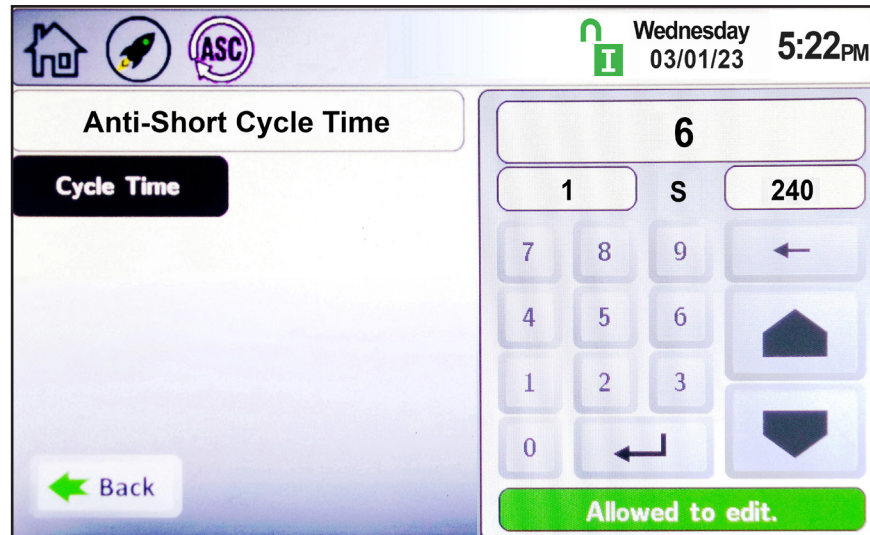 ASC
Wednesday
03/01/23
5:22PM
I
Anti-Short Cycle Time
Cycle Time
Back
6
1 S 240
7 8 9
4 5 6
1 2 3
0
Allowed to edit.